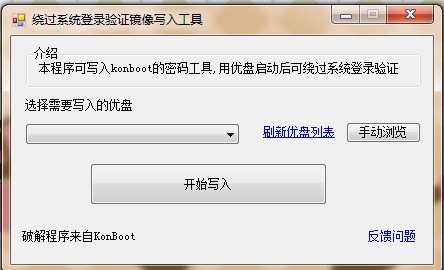 绕过系统登录验证镜像写入工具
介绍
本程序可写入konboot的密码工具,用优盘启动后可绕过系统登录验证
选择需要写入的优盘
刷新优盘列表 手动浏览
开始写入
破解程序来自KonBoot 反馈问题